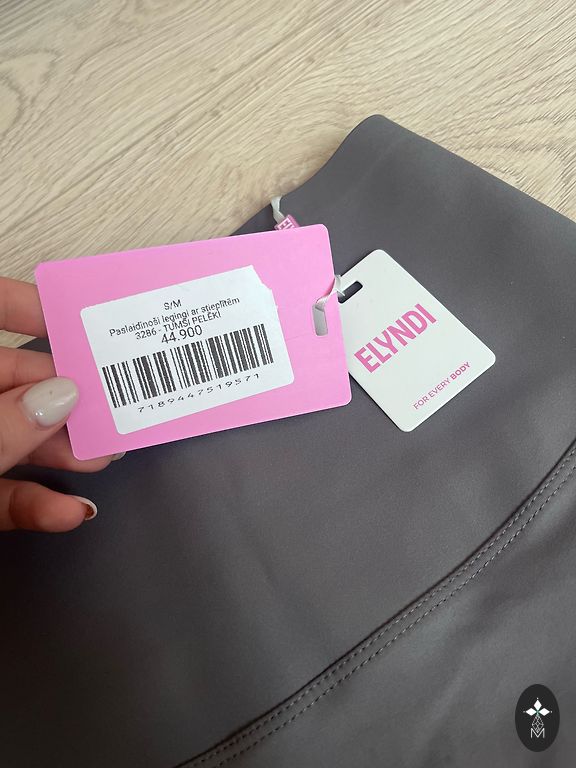 S/M
Paslaidinoši legingi ar stieplītēm
3286 - TUMŠI PELĒKI
44.900
7189447519571
ELYNDI
FOR EVERY BODY
M